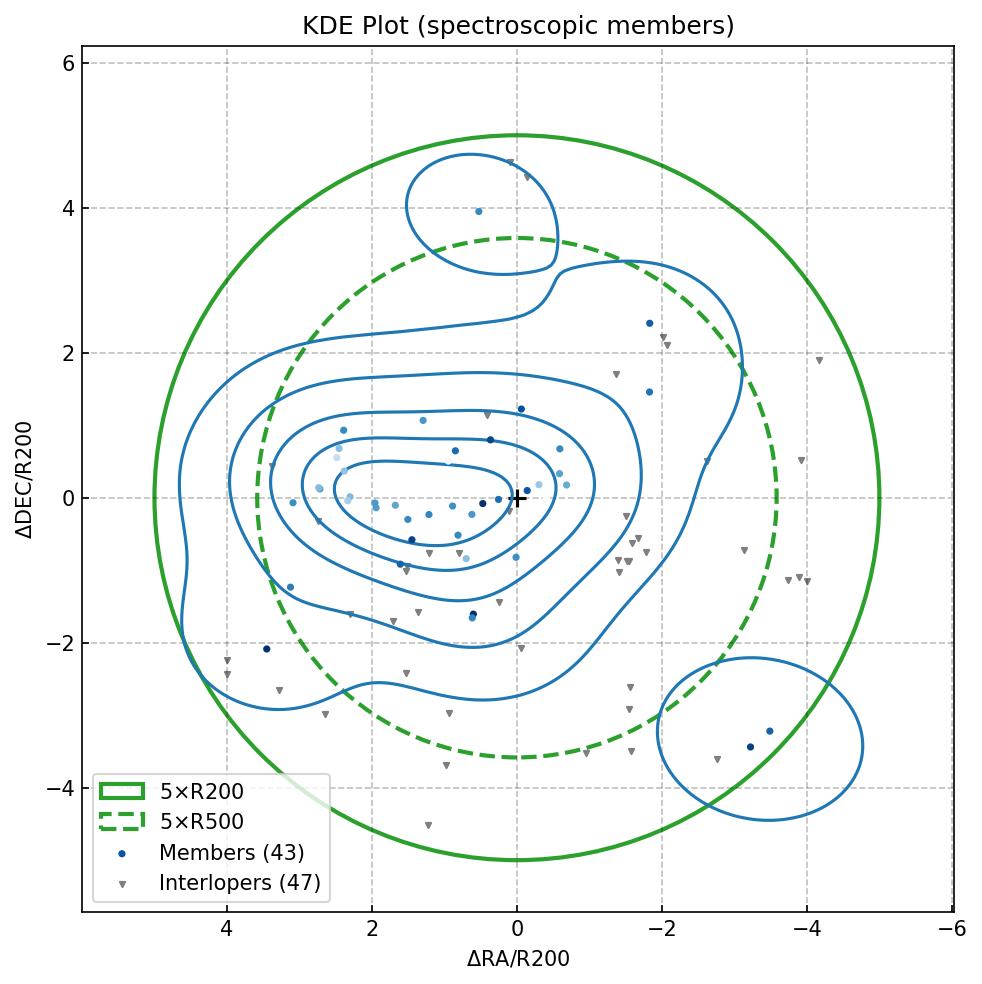 KDE Plot (spectroscopic members)
6
4
2
0
−2
−4
ΔDEC/R200
5×R200
5×R500
Members (43)
Interlopers (47)
4 2 0 −2 −4 −6
ΔRA/R200